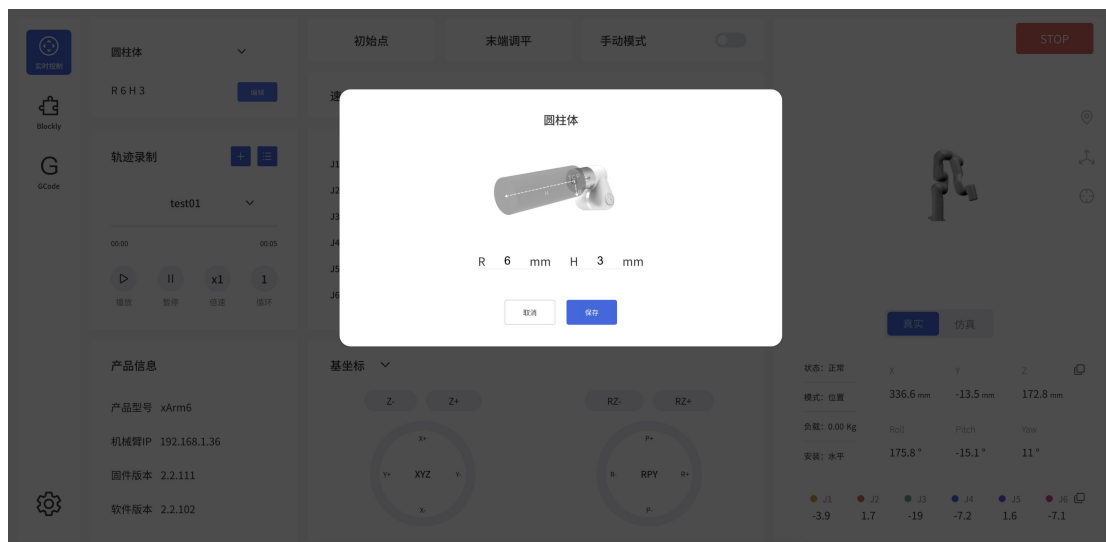 实时控制
Blockly
G
GCode
圆柱体
R 6 H 3
编辑
轨迹录制
test01
00:00
00:05
x1
1
播放
暂停
倍速
循环
产品信息
产品型号 xArm6
机械臂IP 192.168.1.36
固件版本 2.2.111
软件版本 2.2.102
初始点
末端调平
手动模式
速
J1
J2
J3
J4
J5
J6
圆柱体
R 6 mm H 3 mm
取消
保存
基坐标
Z-
Z+
RZ-
RZ+
X+
Y+
XYZ
Y-
X-
P+
R-
RPY
R+
P-
STOP
真实
仿真
状态: 正常
模式: 位置
负载: 0.00 Kg
安装: 水平
X
Y
Z
336.6 mm
-13.5 mm
172.8 mm
Roll
Pitch
Yaw
175.8 °
-15.1 °
11 °
J1
J2
J3
J4
J5
J6
-3.9
1.7
-19
-7.2
1.6
-7.1